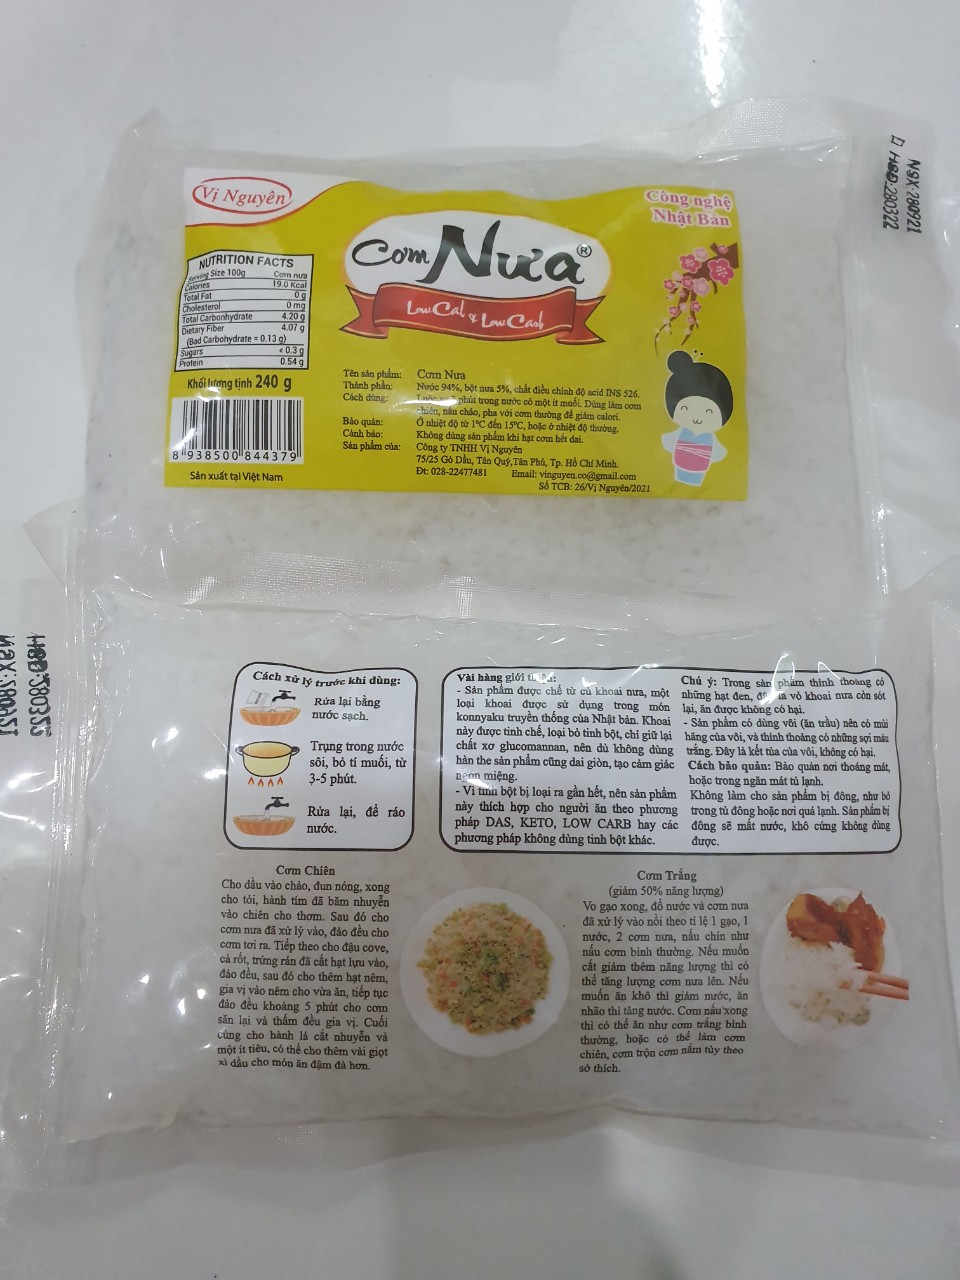 NSX:280921
HSD:280322
Vị Nguyên
Công nghệ
Nhật Bản
Cơm Nưa®
Low Cal & Low Carb
NUTRITION FACTS
Serving Size 100g Cơm nưa
Calories 19.0 Kcal
Total Fat 0 g
Cholesterol 0 mg
Total Carbonhydrate 4.20 g
Dietary Fiber 4.07 g
(Bad Carbohydrate = 0.13 g)
Sugars < 0.3 g
Protein 0.54 g
Khối lượng tịnh 240 g
8 938500 844379
Sản xuất tại Việt Nam
Tên sản phẩm: Cơm Nưa
Thành phần: Nước 94%, bột nưa 5%, chất điều chỉnh độ acid INS 526.
Cách dùng: phút trong nước có một ít muối. Dùng làm cơm
chiên, nấu cháo, pha với cơm thường để giảm calori.
Bảo quản: Ở nhiệt độ từ 1°C đến 15°C, hoặc ở nhiệt độ thường.
Cảnh báo: Không dùng sản phẩm khi hạt cơm hết dai.
Sản phẩm của: Công ty TNHH Vị Nguyên
75/25 Gò Dầu, Tân Quý,Tân Phú, Tp. Hồ Chí Minh.
Đt: 028-22477481 Email: vinguyen.co@gmail.com
Số TCB: 26/Vị Nguyên/2021
Cách xử lý trước khi dùng:
Rửa lại bằng
nước sạch.
Trụng trong nước
sôi, bỏ tí muối, từ
3-5 phút.
Rửa lại, để ráo
nước.
Vài hàng giới thiệu:
- Sản phẩm được chế từ củ khoai nưa, một
loại khoai được sử dụng trong món
konnyaku truyền thống của Nhật bản. Khoai
này được tinh chế, loại bỏ tinh bột, chỉ giữ lại
chất xơ glucomannan, nên dù không dùng
hàn the sản phẩm cũng dai giòn, tạo cảm giác
ngon miệng.
- Vì tinh bột bị loại ra gần hết, nên sản phẩm
này thích hợp cho người ăn theo phương
pháp DAS, KETO, LOW CARB hay các
phương pháp không dùng tinh bột khác.
Chú ý: Trong sản phẩm thỉnh thoảng có
những hạt đen, đó là vỏ khoai nưa còn sót
lại, ăn được không có hại.
- Sản phẩm có dùng vôi (ăn trầu) nên có mùi
hăng của vôi, và thỉnh thoảng có những sợi màu
trắng. Đây là kết tủa của vôi, không có hại.
Cách bảo quản: Bảo quản nơi thoáng mát,
hoặc trong ngăn mát tủ lạnh.
Không làm cho sản phẩm bị đông, như bỏ
trong tủ đông hoặc nơi quá lạnh. Sản phẩm bị
đông sẽ mất nước, khô cứng không dùng
được.
Cơm Chiên
Cho dầu vào chảo, đun nóng, xong
cho tỏi, hành tím đã băm nhuyễn
vào chiên cho thơm. Sau đó cho
cơm nưa đã xử lý vào, đảo đều cho
cơm tơi ra. Tiếp theo cho đậu cove,
cà rốt, trứng rán đã cắt hạt lựu vào,
đảo đều, sau đó cho thêm hạt nêm,
gia vị vào nêm cho vừa ăn, tiếp tục
đảo đều khoảng 5 phút cho cơm
săn lại và thấm đều gia vị. Cuối
cùng cho hành lá cắt nhuyễn và
một ít tiêu, có thể cho thêm vài giọt
xì dầu cho món ăn đậm đà hơn.
Cơm Trắng
(giảm 50% năng lượng)
Vo gạo xong, đổ nước và cơm nưa
đã xử lý vào nồi theo tỉ lệ 1 gạo, 1
nước, 2 cơm nưa, nấu chín như
nấu cơm bình thường. Nếu muốn
cắt giảm thêm năng lượng thì có
thể tăng lượng cơm nưa lên. Nếu
muốn ăn khô thì giảm nước, ăn
nhão thì tăng nước. Cơm nấu xong
thì có thể ăn như cơm trắng bình
thường, hoặc có thể làm cơm
chiên, cơm trộn cơm nắm tùy theo
sở thích.